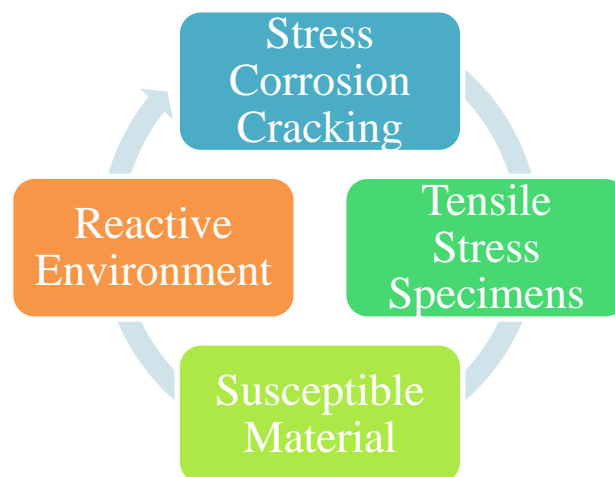 Stress
Corrosion
Cracking
Reactive
Environment
Tensile
Stress
Specimens
Susceptible
Material